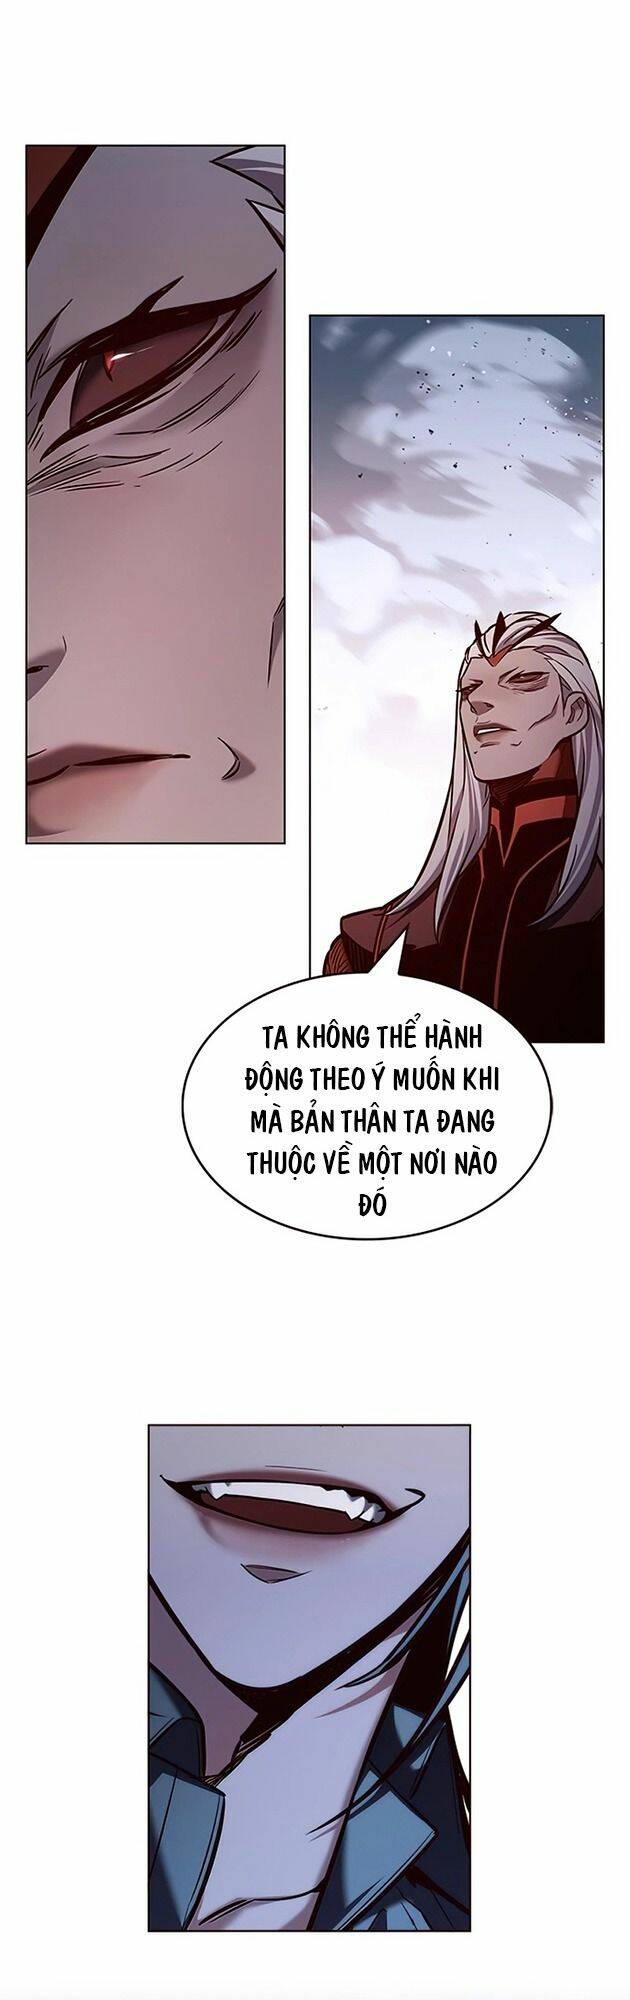 TA KHÔNG THỂ HÀNH
ĐỘNG THEO Ý MUỐN KHI
MÀ BẢN THÂN TA ĐANG
THUỘC VỀ MỘT NƠI NÀO
ĐÓ